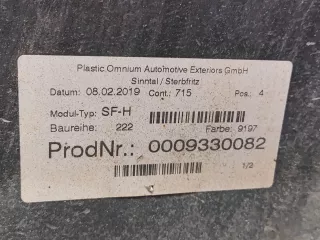 Plastic Omnium Automotive Exteriors GmbH
Sinntal / Sterbfritz
Datum: 08.02.2019 Cont.: 715 Pos.: 4
Modul-Typ: SF-H
Baureihe: 222 Farbe: 9197
ProdNr.: 0009330082
1/3